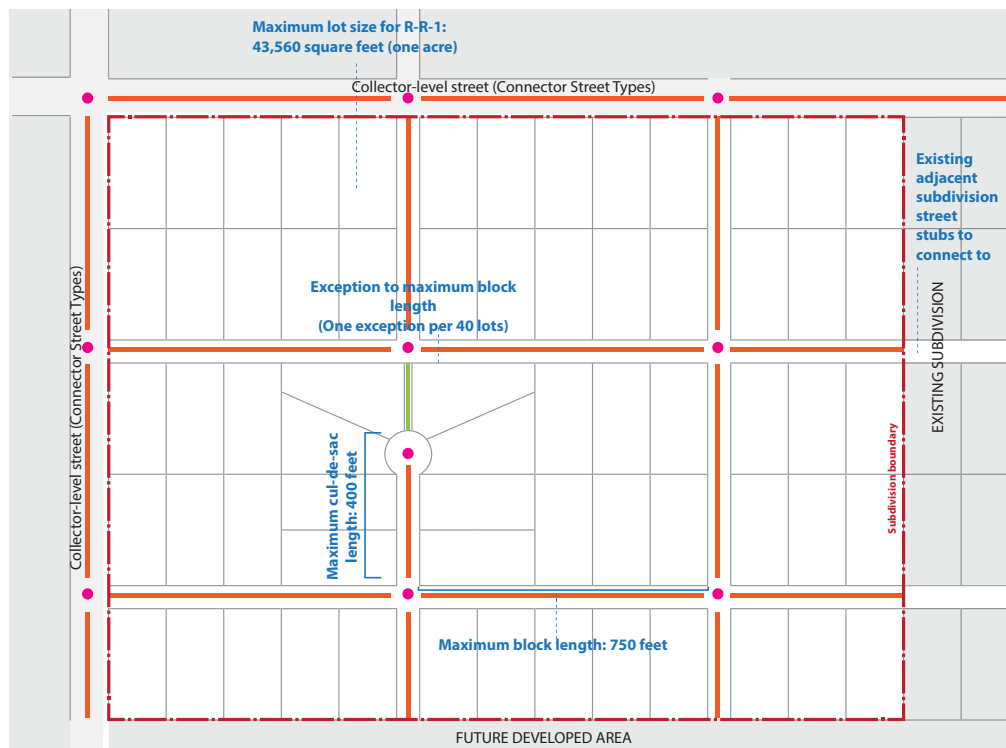 Maximum lot size for R-R-1:
43,560 square feet (one acre)
Collector-level street (Connector Street Types)
Existing
adjacent
subdivision
street
stubs to
connect to
Collector-level street (Connector Street Types)
Exception to maximum block
length
(One exception per 40 lots)
EXISTING SUBDIVISION
Maximum cul-de-sac
length: 400 feet
Subdivision boundary
Maximum block length: 750 feet
FUTURE DEVELOPED AREA